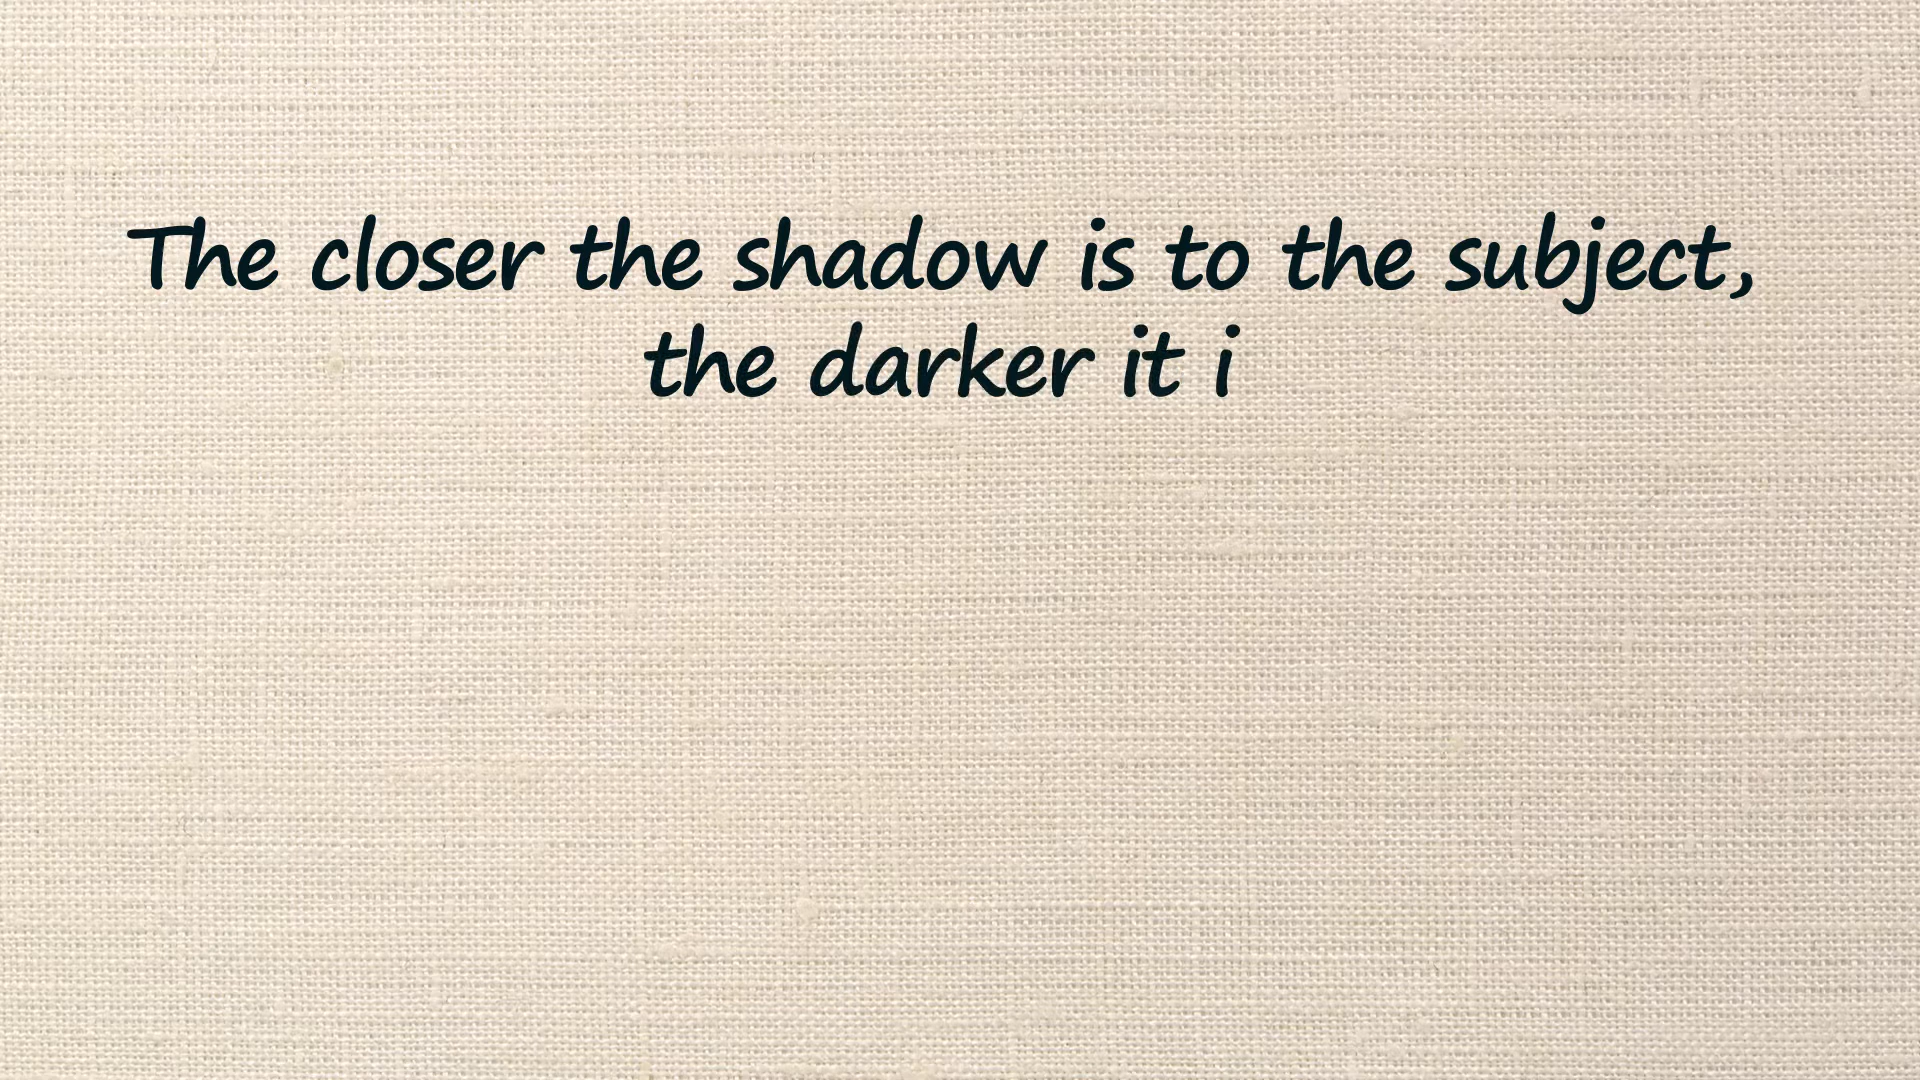 The closer the shadow is to the subject,
the darker it i